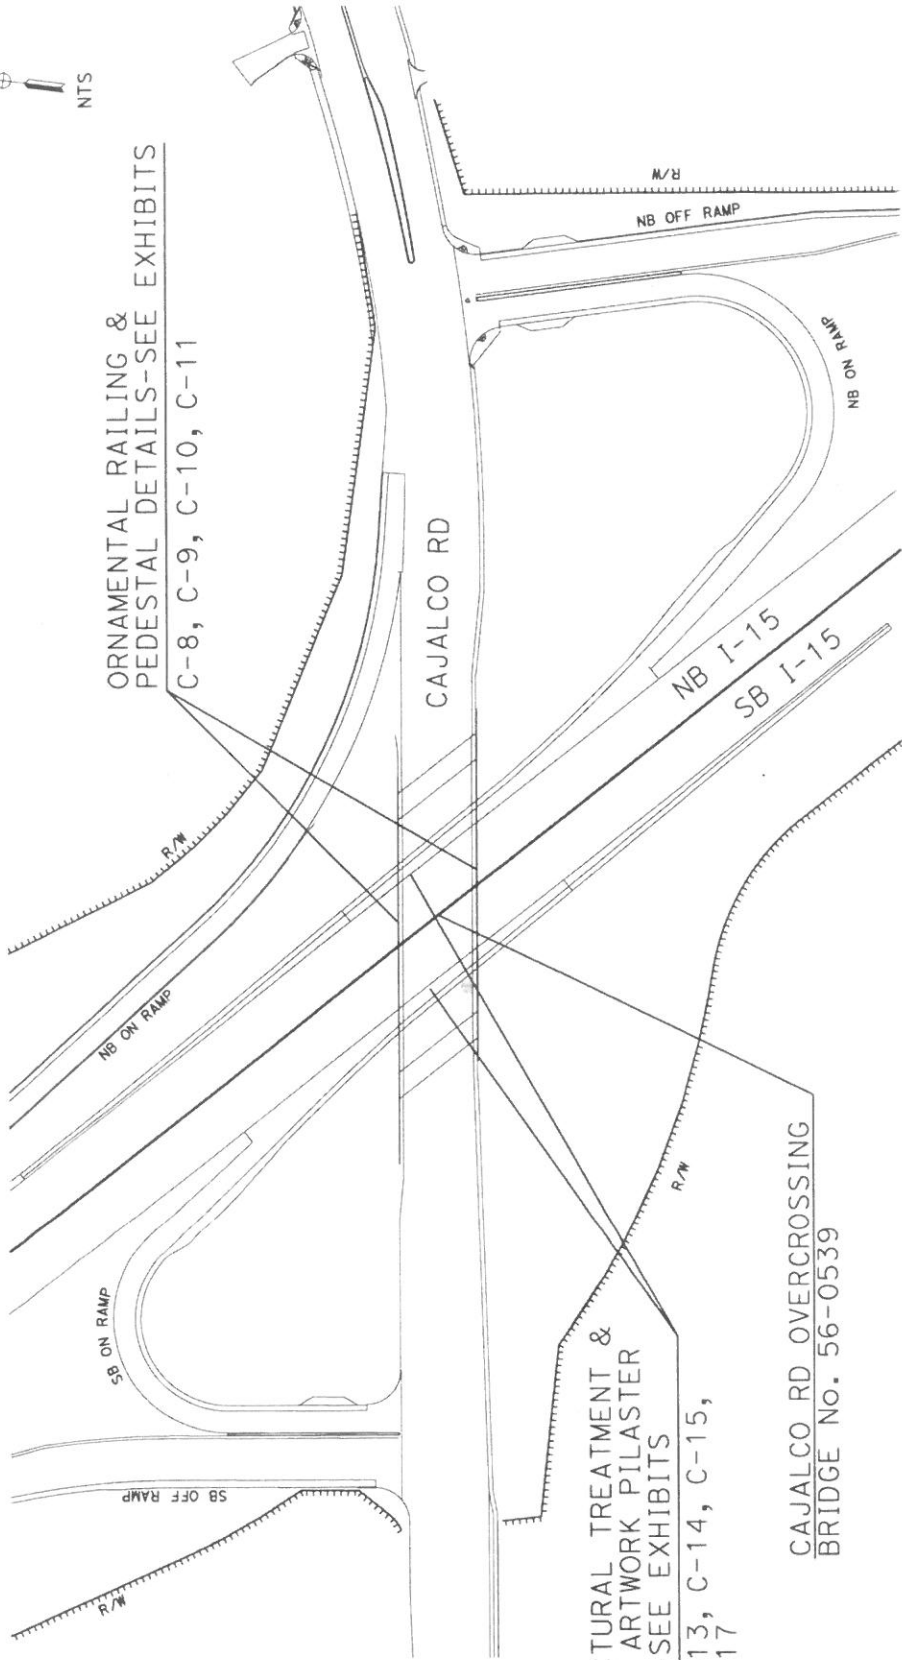 NTS
ORNAMENTAL RAILING &
PEDESTAL DETAILS-SEE EXHIBITS
C-8, C-9, C-10, C-11
R/W
NB OFF RAMP
NB ON RAMP
CAJALCO RD
NB I-15
SB I-15
R/W
NB ON RAMP
R/W
SB ON RAMP
SB OFF RAMP
R/W
TURAL TREATMENT &
ARTWORK PILASTER
SEE EXHIBITS
13, C-14, C-15,
17
CAJALCO RD OVERCROSSING
BRIDGE No. 56-0539